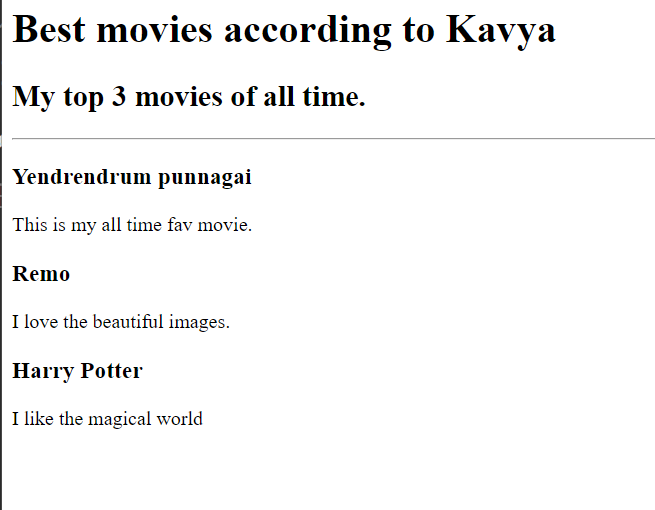 Best movies according to Kavya
My top 3 movies of all time.
Yendrendrum punnagai
This is my all time fav movie.
Remo
I love the beautiful images.
Harry Potter
I like the magical world